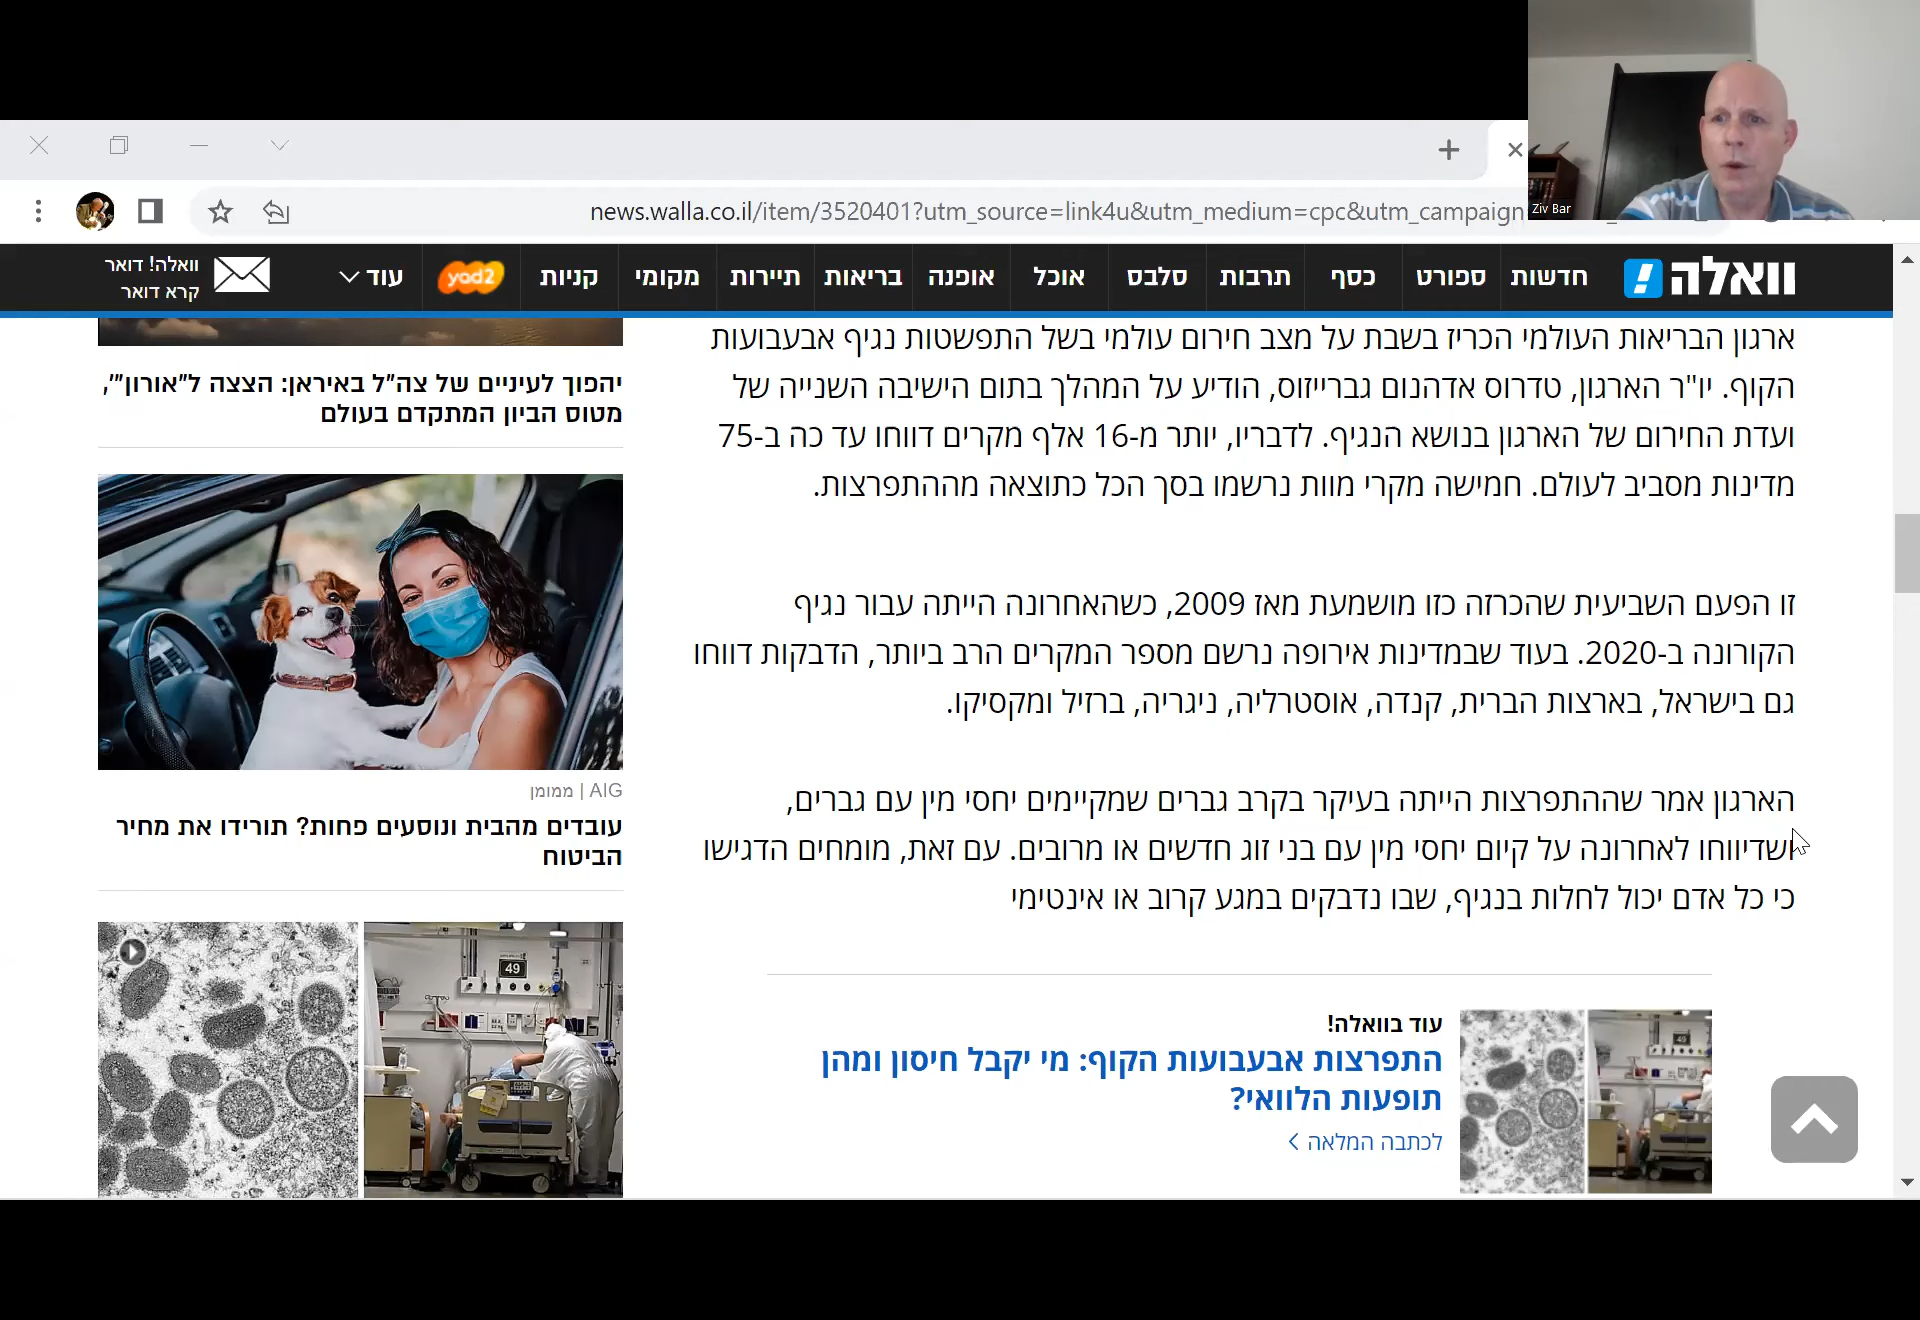 Ziv Bar
news.walla.co.il/item/3520401?utm_source=link4u&utm_medium=cpc&utm_campaign
וואלה!
חדשות
ספורט
כסף
תרבות
סלבס
אוכל
אופנה
בריאות
תיירות
מקומי
קניות
yad2
עוד
וואלה! דואר
קרא דואר
ארגון הבריאות העולמי הכריז בשבת על מצב חירום עולמי בשל התפשטות נגיף אבעבועות
הקוף. יו"ר הארגון, טדרוס אדהנום גברייזוס, הודיע על המהלך בתום הישיבה השנייה של
ועדת החירום של הארגון בנושא הנגיף. לדבריו, יותר מ-16 אלף מקרים דווחו עד כה ב-75
מדינות מסביב לעולם. חמישה מקרי מוות נרשמו בסך הכל כתוצאה מההתפרצות.
זו הפעם השביעית שהכרזה כזו מושמעת מאז 2009, כשהאחרונה הייתה עבור נגיף
הקורונה ב-2020. בעוד שבמדינות אירופה נרשם מספר המקרים הרב ביותר, הדבקות דווחו
גם בישראל, בארצות הברית, קנדה, אוסטרליה, ניגריה, ברזיל ומקסיקו.
הארגון אמר שההתפרצות הייתה בעיקר בקרב גברים שמקיימים יחסי מין עם גברים,
ושדיווחו לאחרונה על קיום יחסי מין עם בני זוג חדשים או מרובים. עם זאת, מומחים הדגישו
כי כל אדם יכול לחלות בנגיף, שבו נדבקים במגע קרוב או אינטימי
עוד בוואלה!
התפרצות אבעבועות הקוף: מי יקבל חיסון ומהן
תופעות הלוואי?
לכתבה המלאה
יהפוך לעיניים של צה"ל באיראן: הצצה ל"אורון",
מטוס הביון המתקדם בעולם
AIG | ממומן
עובדים מהבית ונוסעים פחות? תורידו את מחיר
הביטוח
49